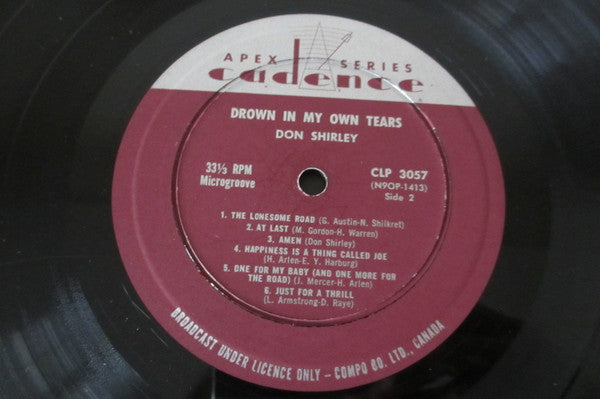 APEX SERIES
cadence
DROWN IN MY OWN TEARS
DON SHIRLEY
33⅓ RPM
Microgroove
CLP 3057
(N9OP-1413)
Side 2
1. THE LONESOME ROAD (G. Austin-N. Shilkret)
2. AT LAST (M. Gordon-H. Warren)
3. AMEN (Don Shirley)
4. HAPPINESS IS A THING CALLED JOE
(H. Arlen-E. Y. Harburg)
5. ONE FOR MY BABY (AND ONE MORE FOR
THE ROAD) (J. Mercer-H. Arlen)
6. JUST FOR A THRILL
(L. Armstrong-D. Raye)
BROADCAST UNDER LICENCE ONLY - COMPO CO. LTD., CANADA